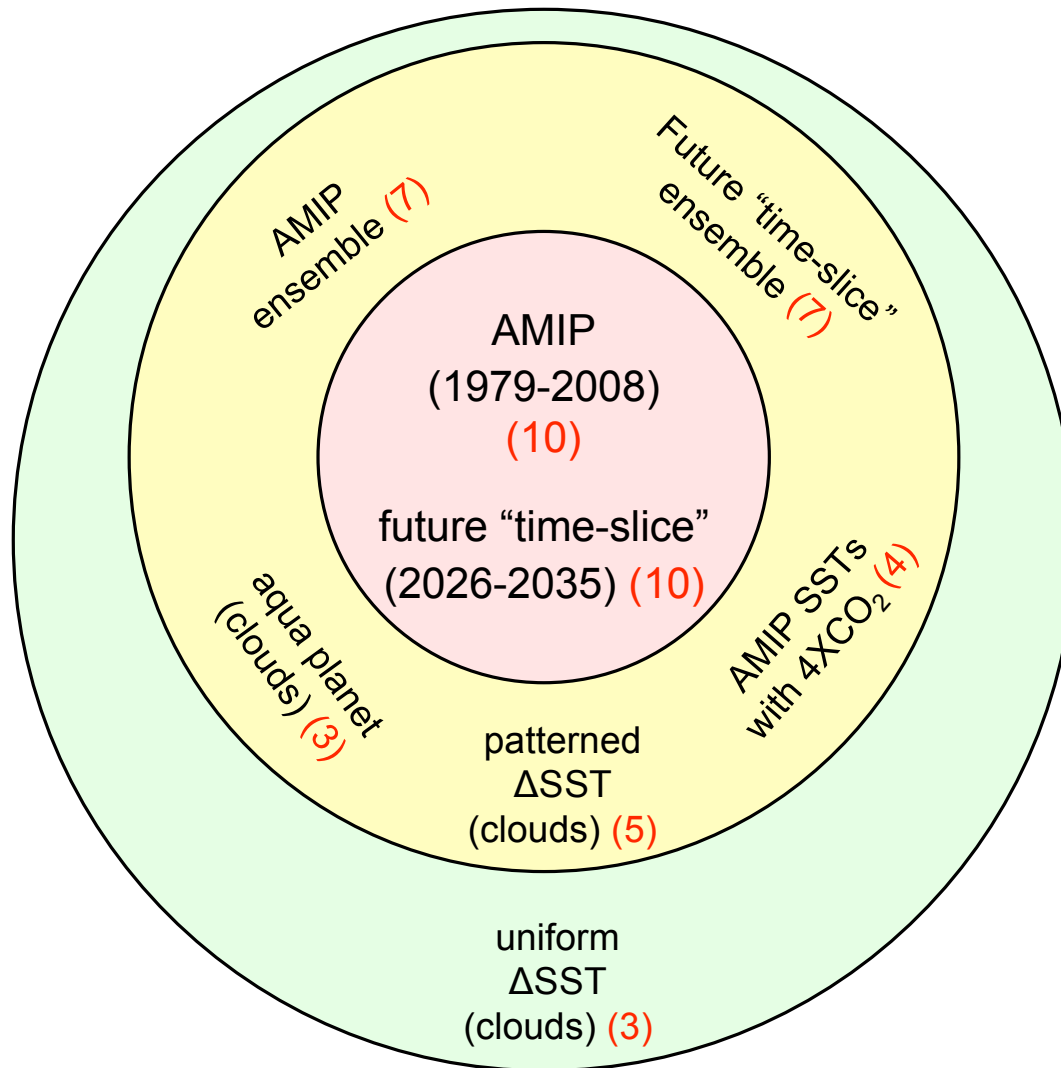 AMIP
ensemble (7)
Future “time-slice”
ensemble (7)
AMIP
(1979-2008)
(10)
future “time-slice”
(2026-2035) (10)
aqua planet
(clouds) (3)
AMIP SSTs
with 4XCO₂ (4)
patterned
ΔSST
(clouds) (5)
uniform
ΔSST
(clouds) (3)